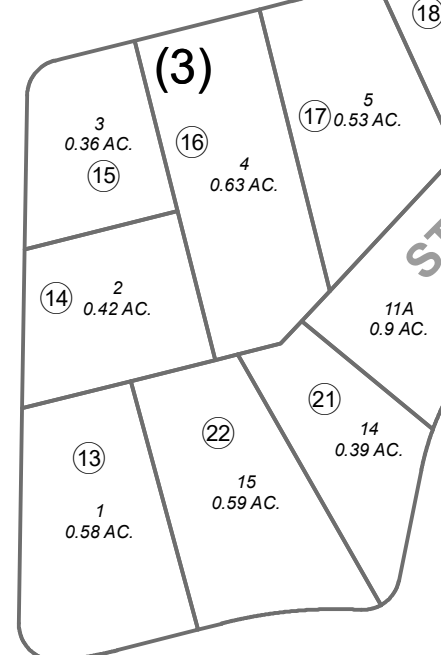 18
(3)
3
0.36 AC.
15
16
4
0.63 AC.
17
5
0.53 AC.
14
2
0.42 AC.
ST
11A
0.9 AC.
21
14
0.39 AC.
22
15
0.59 AC.
13
1
0.58 AC.